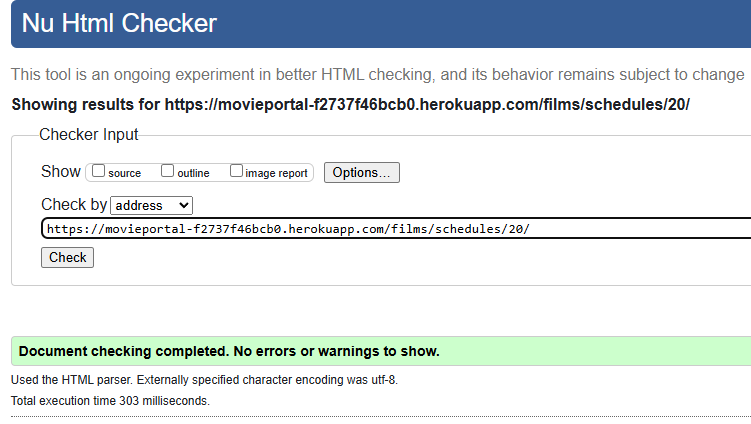 Nu Html Checker
This tool is an ongoing experiment in better HTML checking, and its behavior remains subject to change
Showing results for https://movieportal-f2737f46bcb0.herokuapp.com/films/schedules/20/
Checker Input
Show source outline image report Options...
Check by address
https://movieportal-f2737f46bcb0.herokuapp.com/films/schedules/20/
Check
Document checking completed. No errors or warnings to show.
Used the HTML parser. Externally specified character encoding was utf-8.
Total execution time 303 milliseconds.